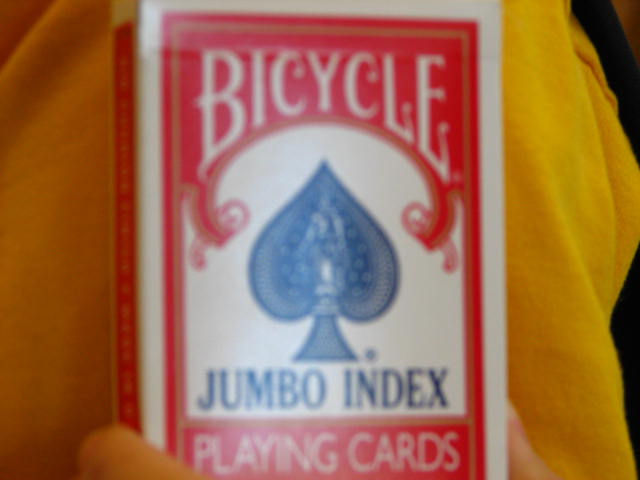 BICYCLE
JUMBO INDEX
PLAYING CARDS